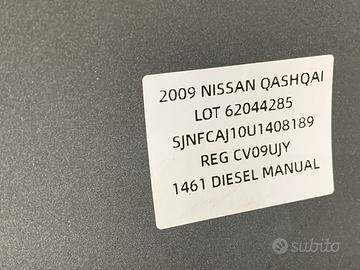 2009 NISSAN QASHQAI
LOT 62044285
SJNFCAJ10U1408189
REG CV09UJY
1461 DIESEL MANUAL
subito